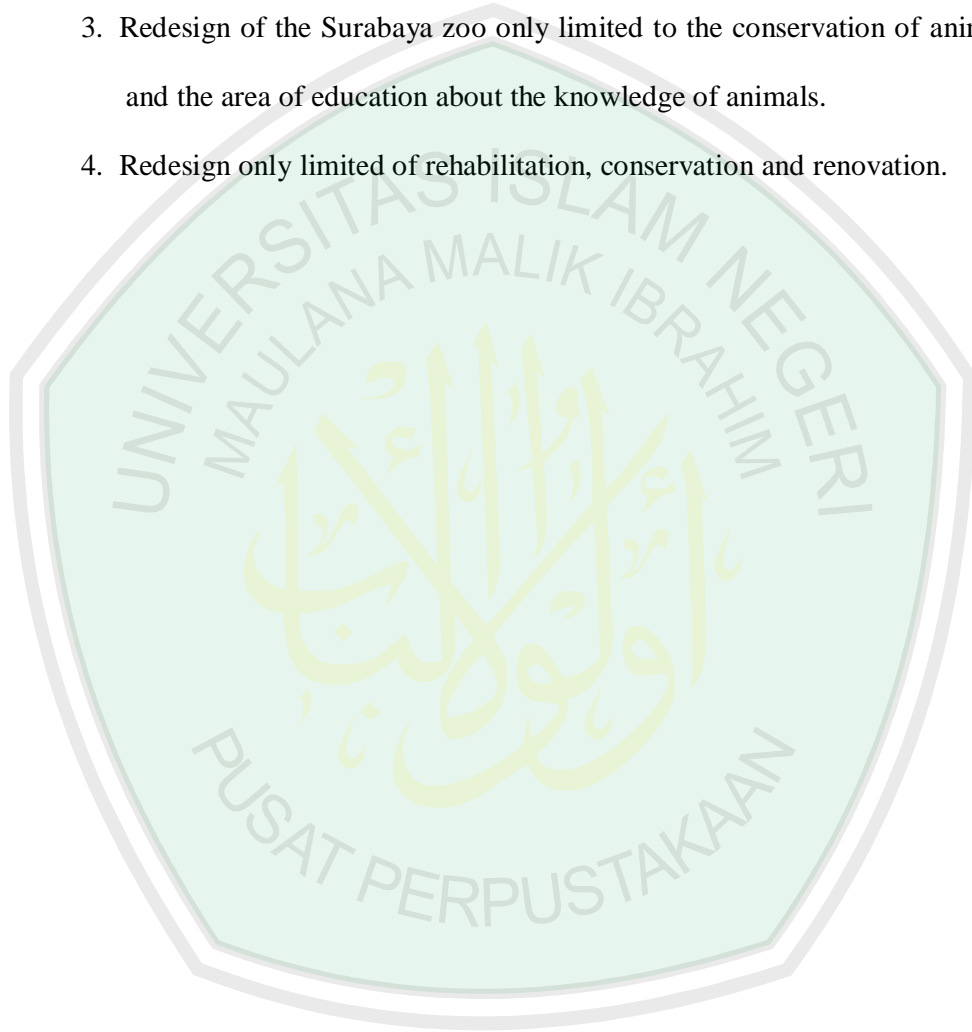 3. Redesign of the Surabaya zoo only limited to the conservation of
and the area of education about the knowledge of animals.
4. Redesign only limited of rehabilitation, conservation and renovation.
UNIVERSITAS ISLAM NEGERI
MAULANA MALIK IBRAHIM
أولو الألباب
PUSAT PERPUSTAKAAN